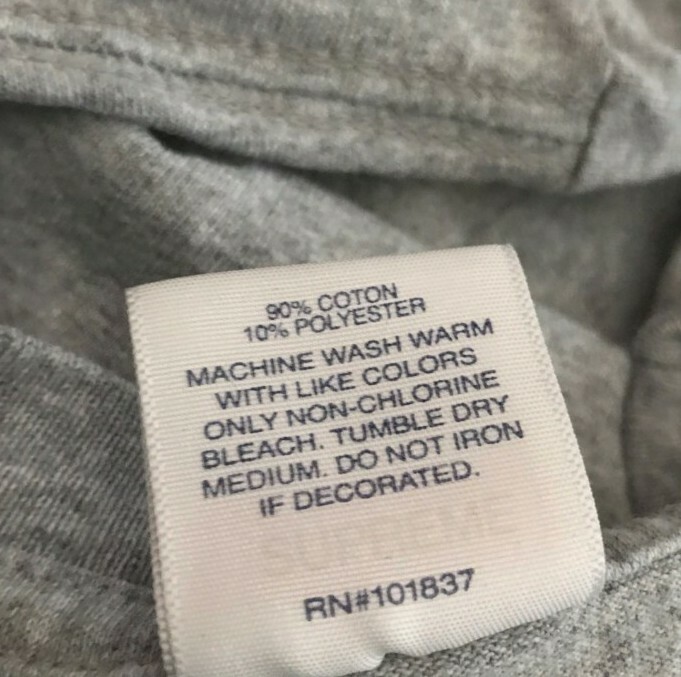 90% COTON
10% POLYESTER
MACHINE WASH WARM
WITH LIKE COLORS
ONLY NON-CHLORINE
BLEACH. TUMBLE DRY
MEDIUM. DO NOT IRON
IF DECORATED.
SUPREME
RN#101837